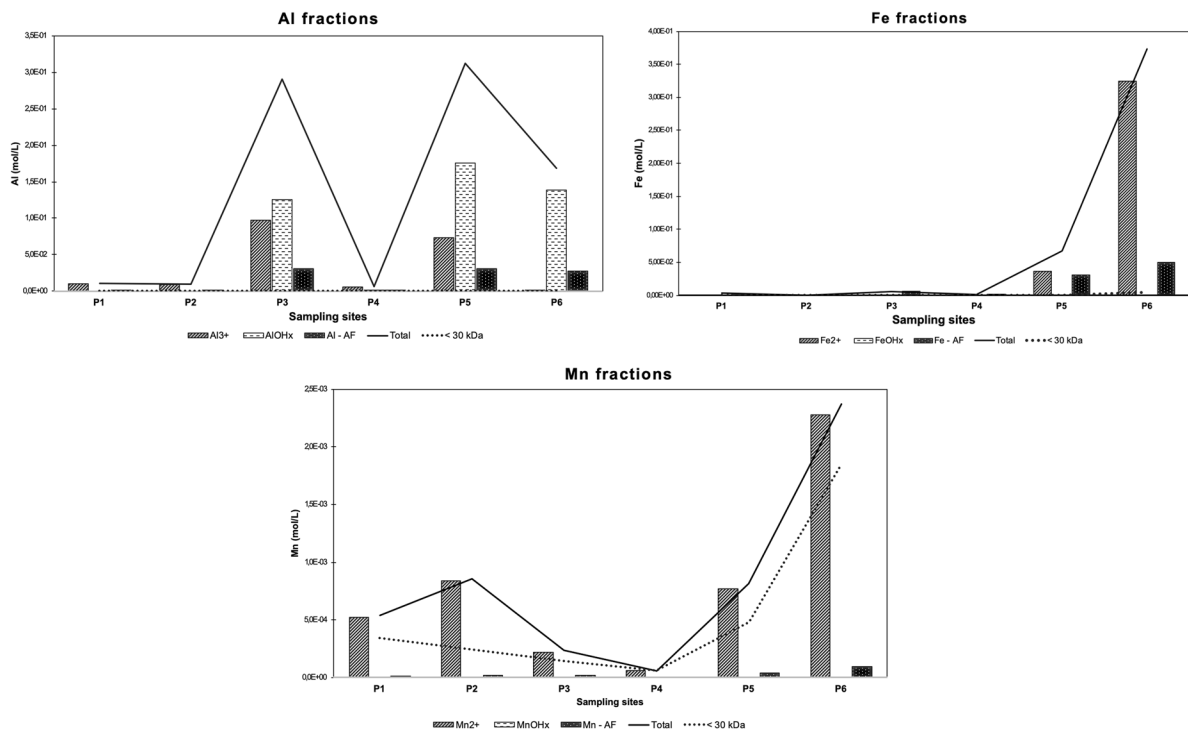 Al fractions
3,5E-01
3,0E-01
2,5E-01
2,0E-01
1,5E-01
1,0E-01
5,0E-02
0,0E+00
Al (mol/L)
P1 P2 P3 P4 P5 P6
Sampling sites
Al3+ AlOHx Al - AF Total < 30 kDa
Fe fractions
4,00E-01
3,50E-01
3,00E-01
2,50E-01
2,00E-01
1,50E-01
1,00E-01
5,00E-02
0,00E+00
Fe (mol/L)
P1 P2 P3 P4 P5 P6
Sampling sites
Fe2+ FeOHx Fe - AF Total < 30 kDa
Mn fractions
2,5E-03
2,0E-03
1,5E-03
1,0E-03
5,0E-04
0,0E+00
Mn (mol/L)
P1 P2 P3 P4 P5 P6
Sampling sites
Mn2+ MnOHx Mn - AF Total < 30 kDa